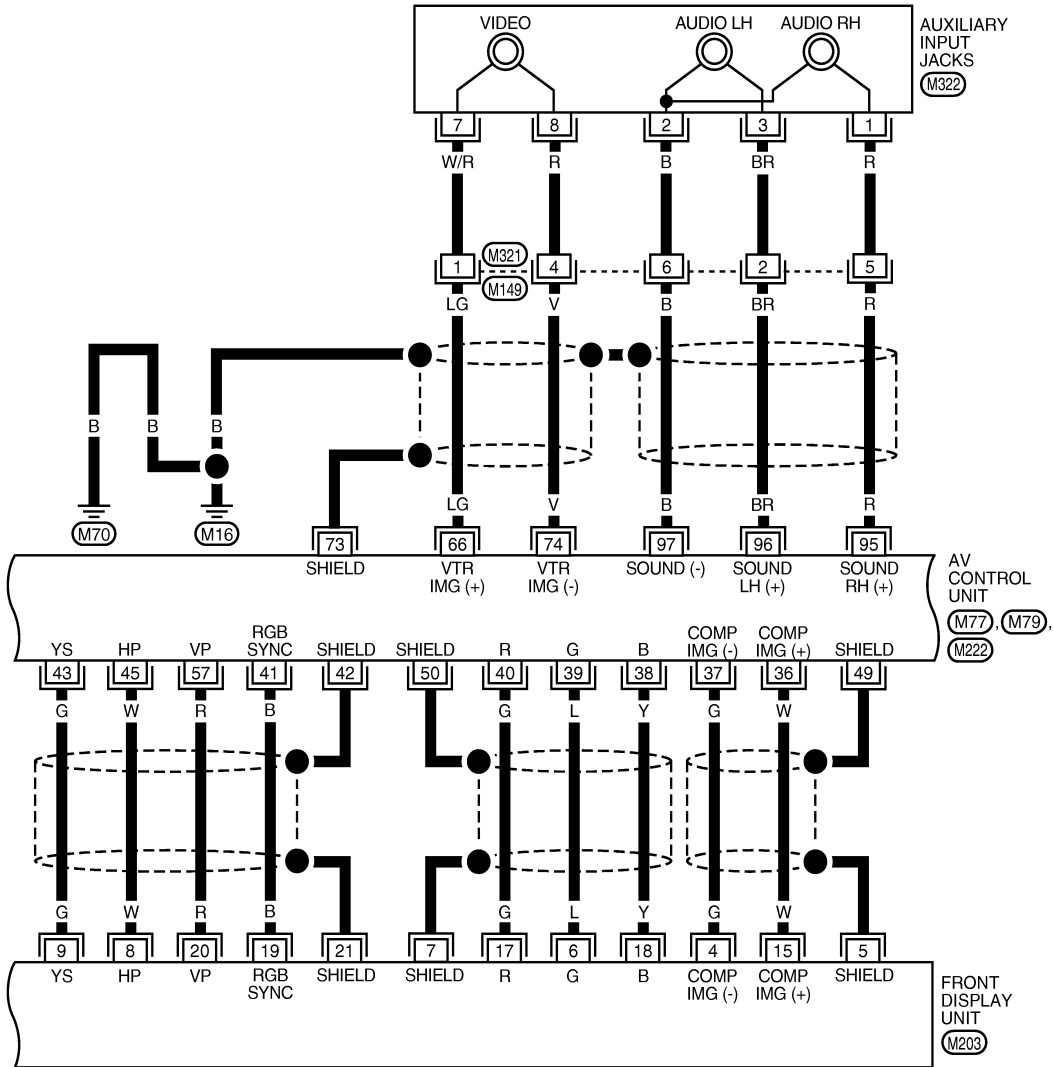 VIDEO AUDIO LH AUDIO RH
AUXILIARY
INPUT
JACKS
M322
7 8 2 3 1
W/R R B BR R
M321
1 4 6 2 5
M149
LG V B BR R
B B B
LG V B BR R
M70 M16
73 66 74 97 96 95
SHIELD
VTR
IMG (+)
VTR
IMG (-)
SOUND (-)
SOUND
LH (+)
SOUND
RH (+)
AV
CONTROL
UNIT
M77, M79,
M222
YS HP VP
RGB
SYNC
SHIELD SHIELD R G B
COMP
IMG (-)
COMP
IMG (+)
SHIELD
43 45 57 41 42 50 40 39 38 37 36 49
G W R B G L Y G W
G W R B G L Y G W
9 8 20 19 21 7 17 6 18 4 15 5
YS HP VP
RGB
SYNC
SHIELD SHIELD R G B
COMP
IMG (-)
COMP
IMG (+)
SHIELD
FRONT
DISPLAY
UNIT
M203